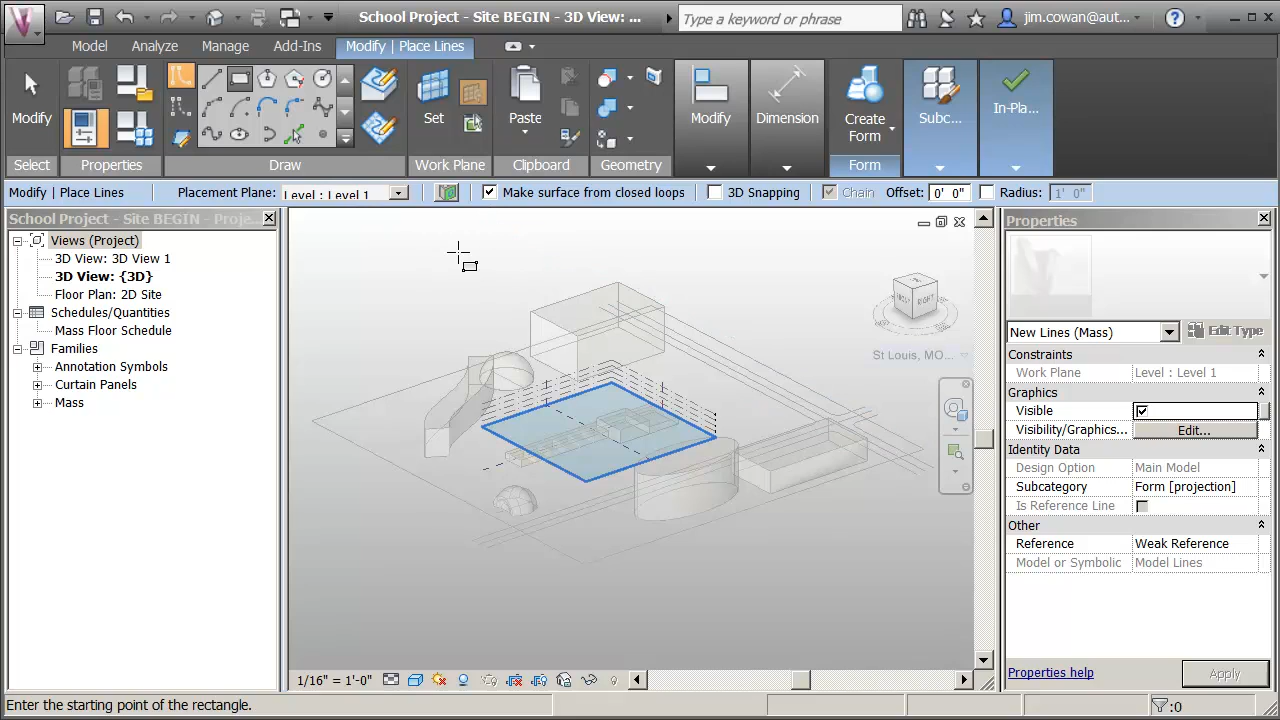 School Project - Site BEGIN - 3D View: ...
Type a keyword or phrase
jim.cowan@aut...
Model
Analyze
Manage
Add-Ins
Modify | Place Lines
Modify
Set
Paste
Modify
Dimension
Create
Form
Subc...
In-Pla...
Select
Properties
Draw
Work Plane
Clipboard
Geometry
Form
Modify | Place Lines
Placement Plane:
Level : Level 1
Make surface from closed loops
3D Snapping
Chain
Offset:
0' 0"
Radius:
1' 0"
School Project - Site BEGIN - Proje...
Views (Project)
3D View: 3D View 1
3D View: {3D}
Floor Plan: 2D Site
Schedules/Quantities
Mass Floor Schedule
Families
Annotation Symbols
Curtain Panels
Mass
RIGHT
St Louis, MO...
1/16" = 1'-0"
Properties
New Lines (Mass)
Edit Type
Constraints
Work Plane
Level : Level 1
Graphics
Visible
Visibility/Graphics...
Edit...
Identity Data
Design Option
Main Model
Subcategory
Form [projection]
Is Reference Line
Other
Reference
Weak Reference
Model or Symbolic
Model Lines
Properties help
Apply
Enter the starting point of the rectangle.
:0